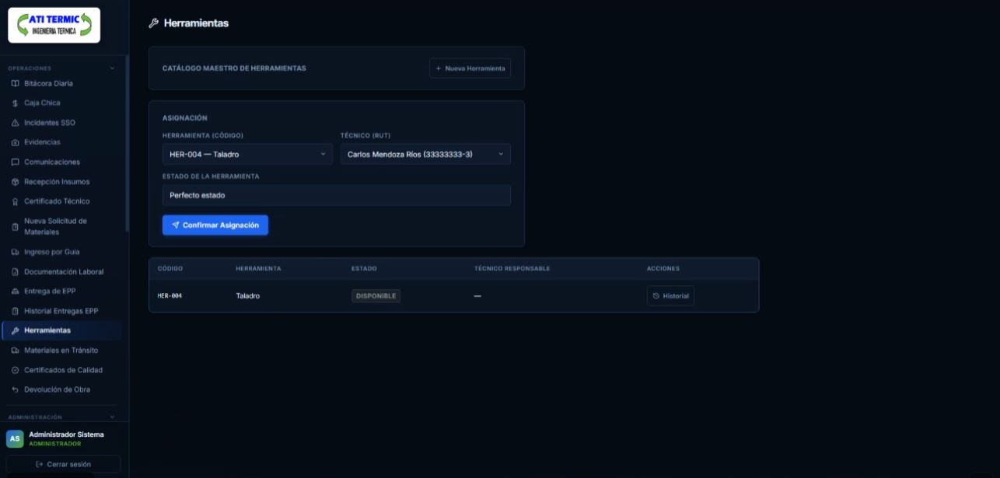 ATI TERMIC
INGENIERIA TERMICA
OPERACIONES
Bitácora Diaria
Caja Chica
Incidentes SSO
Evidencias
Comunicaciones
Recepción Insumos
Certificado Técnico
Nueva Solicitud de
Materiales
Ingreso por Guía
Documentación Laboral
Entrega de EPP
Historial Entregas EPP
Herramientas
Materiales en Tránsito
Certificados de Calidad
Devolución de Obra
ADMINISTRACIÓN
AS
Administrador Sistema
ADMINISTRADOR
Cerrar sesión
Herramientas
CATÁLOGO MAESTRO DE HERRAMIENTAS
+ Nueva Herramienta
ASIGNACIÓN
HERRAMIENTA (CÓDIGO) TÉCNICO (RUT)
HER-004 — Taladro Carlos Mendoza Ríos (33333333-3)
ESTADO DE LA HERRAMIENTA
Perfecto estado
Confirmar Asignación
CÓDIGO HERRAMIENTA ESTADO TÉCNICO RESPONSABLE ACCIONES
HER-004 Taladro DISPONIBLE — Historial